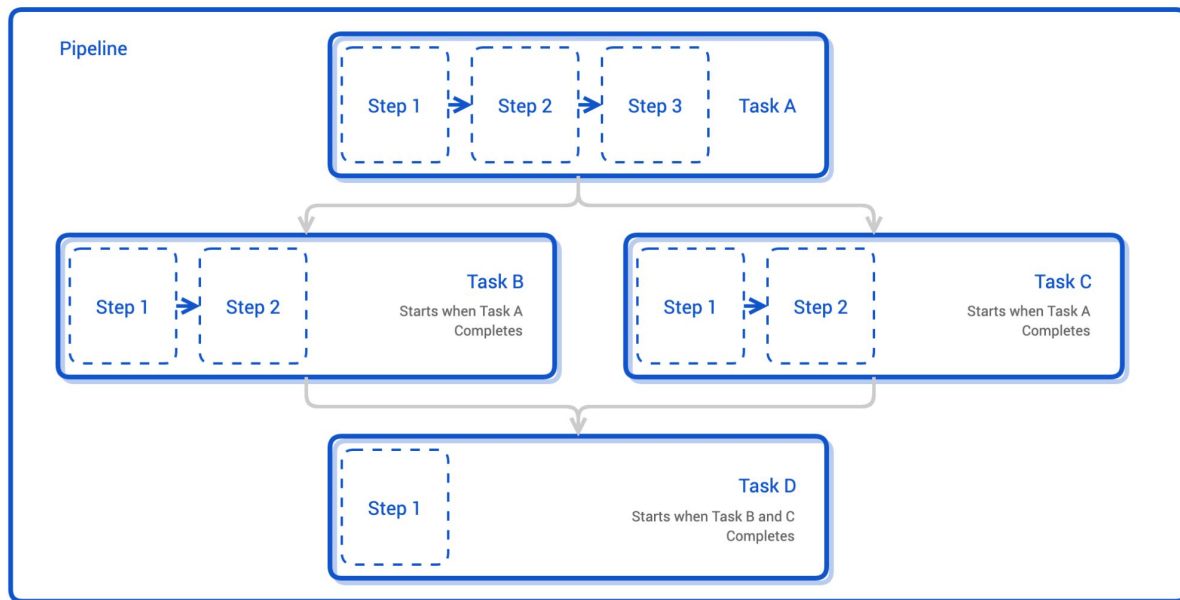 Pipeline
Step 1
Step 2
Step 3
Task A
Step 1
Step 2
Task B
Starts when Task A
Completes
Step 1
Step 2
Task C
Starts when Task A
Completes
Step 1
Task D
Starts when Task B and C
Completes